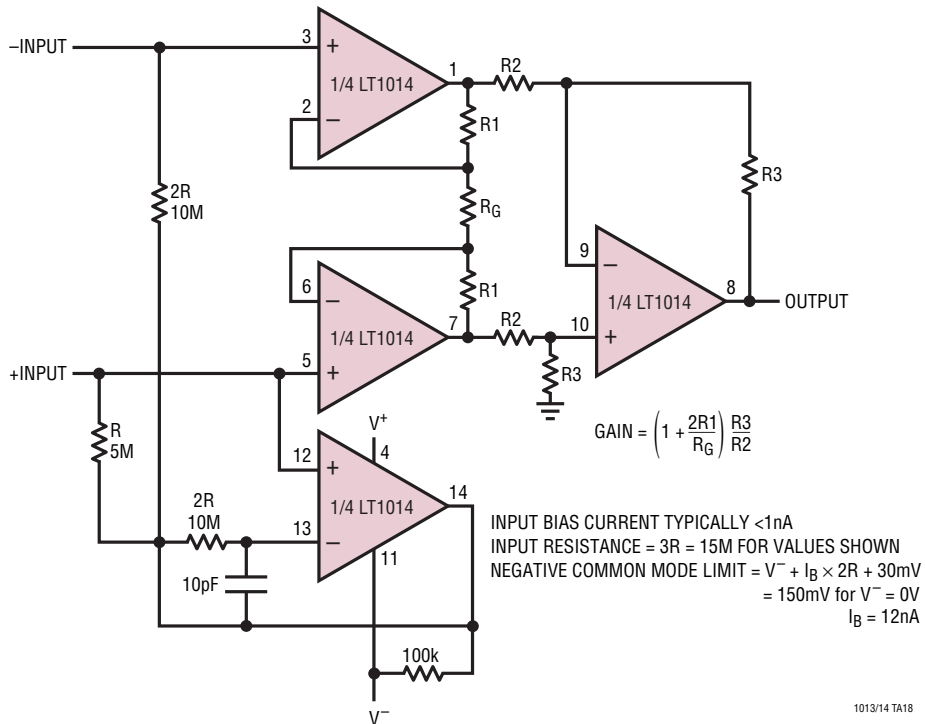 –INPUT
3
+
1/4 LT1014
2
–
1
R2
R1
RG
R3
2R
10M
6
–
1/4 LT1014
5
+
R1
7
R2
R3
9
–
1/4 LT1014
10
+
8
OUTPUT
+INPUT
R
5M
V+
4
12
+
1/4 LT1014
13
–
14
11
2R
10M
10pF
100k
V–
GAIN = (1 + 2R1/RG) R3/R2
INPUT BIAS CURRENT TYPICALLY <1nA
INPUT RESISTANCE = 3R = 15M FOR VALUES SHOWN
NEGATIVE COMMON MODE LIMIT = V– + IB × 2R + 30mV
= 150mV for V– = 0V
IB = 12nA
1013/14 TA18